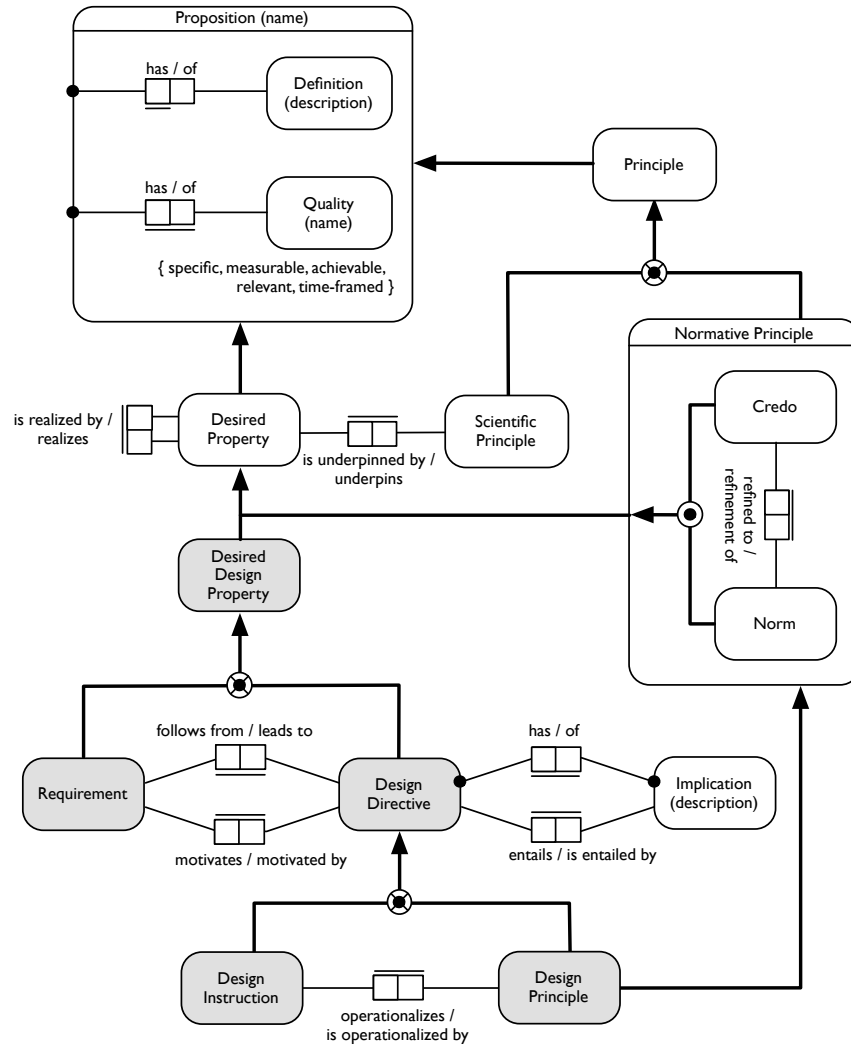 Proposition (name)
has / of
Definition
(description)
has / of
Quality
(name)
{ specific, measurable, achievable,
relevant, time-framed }
Principle
Normative Principle
is realized by /
realizes
Desired
Property
is underpinned by /
underpins
Scientific
Principle
Credo
refined to /
refinement of
Norm
Desired
Design
Property
follows from / leads to
has / of
Requirement
Design
Directive
Implication
(description)
motivates / motivated by
entails / is entailed by
Design
Instruction
Design
Principle
operationalizes /
is operationalized by